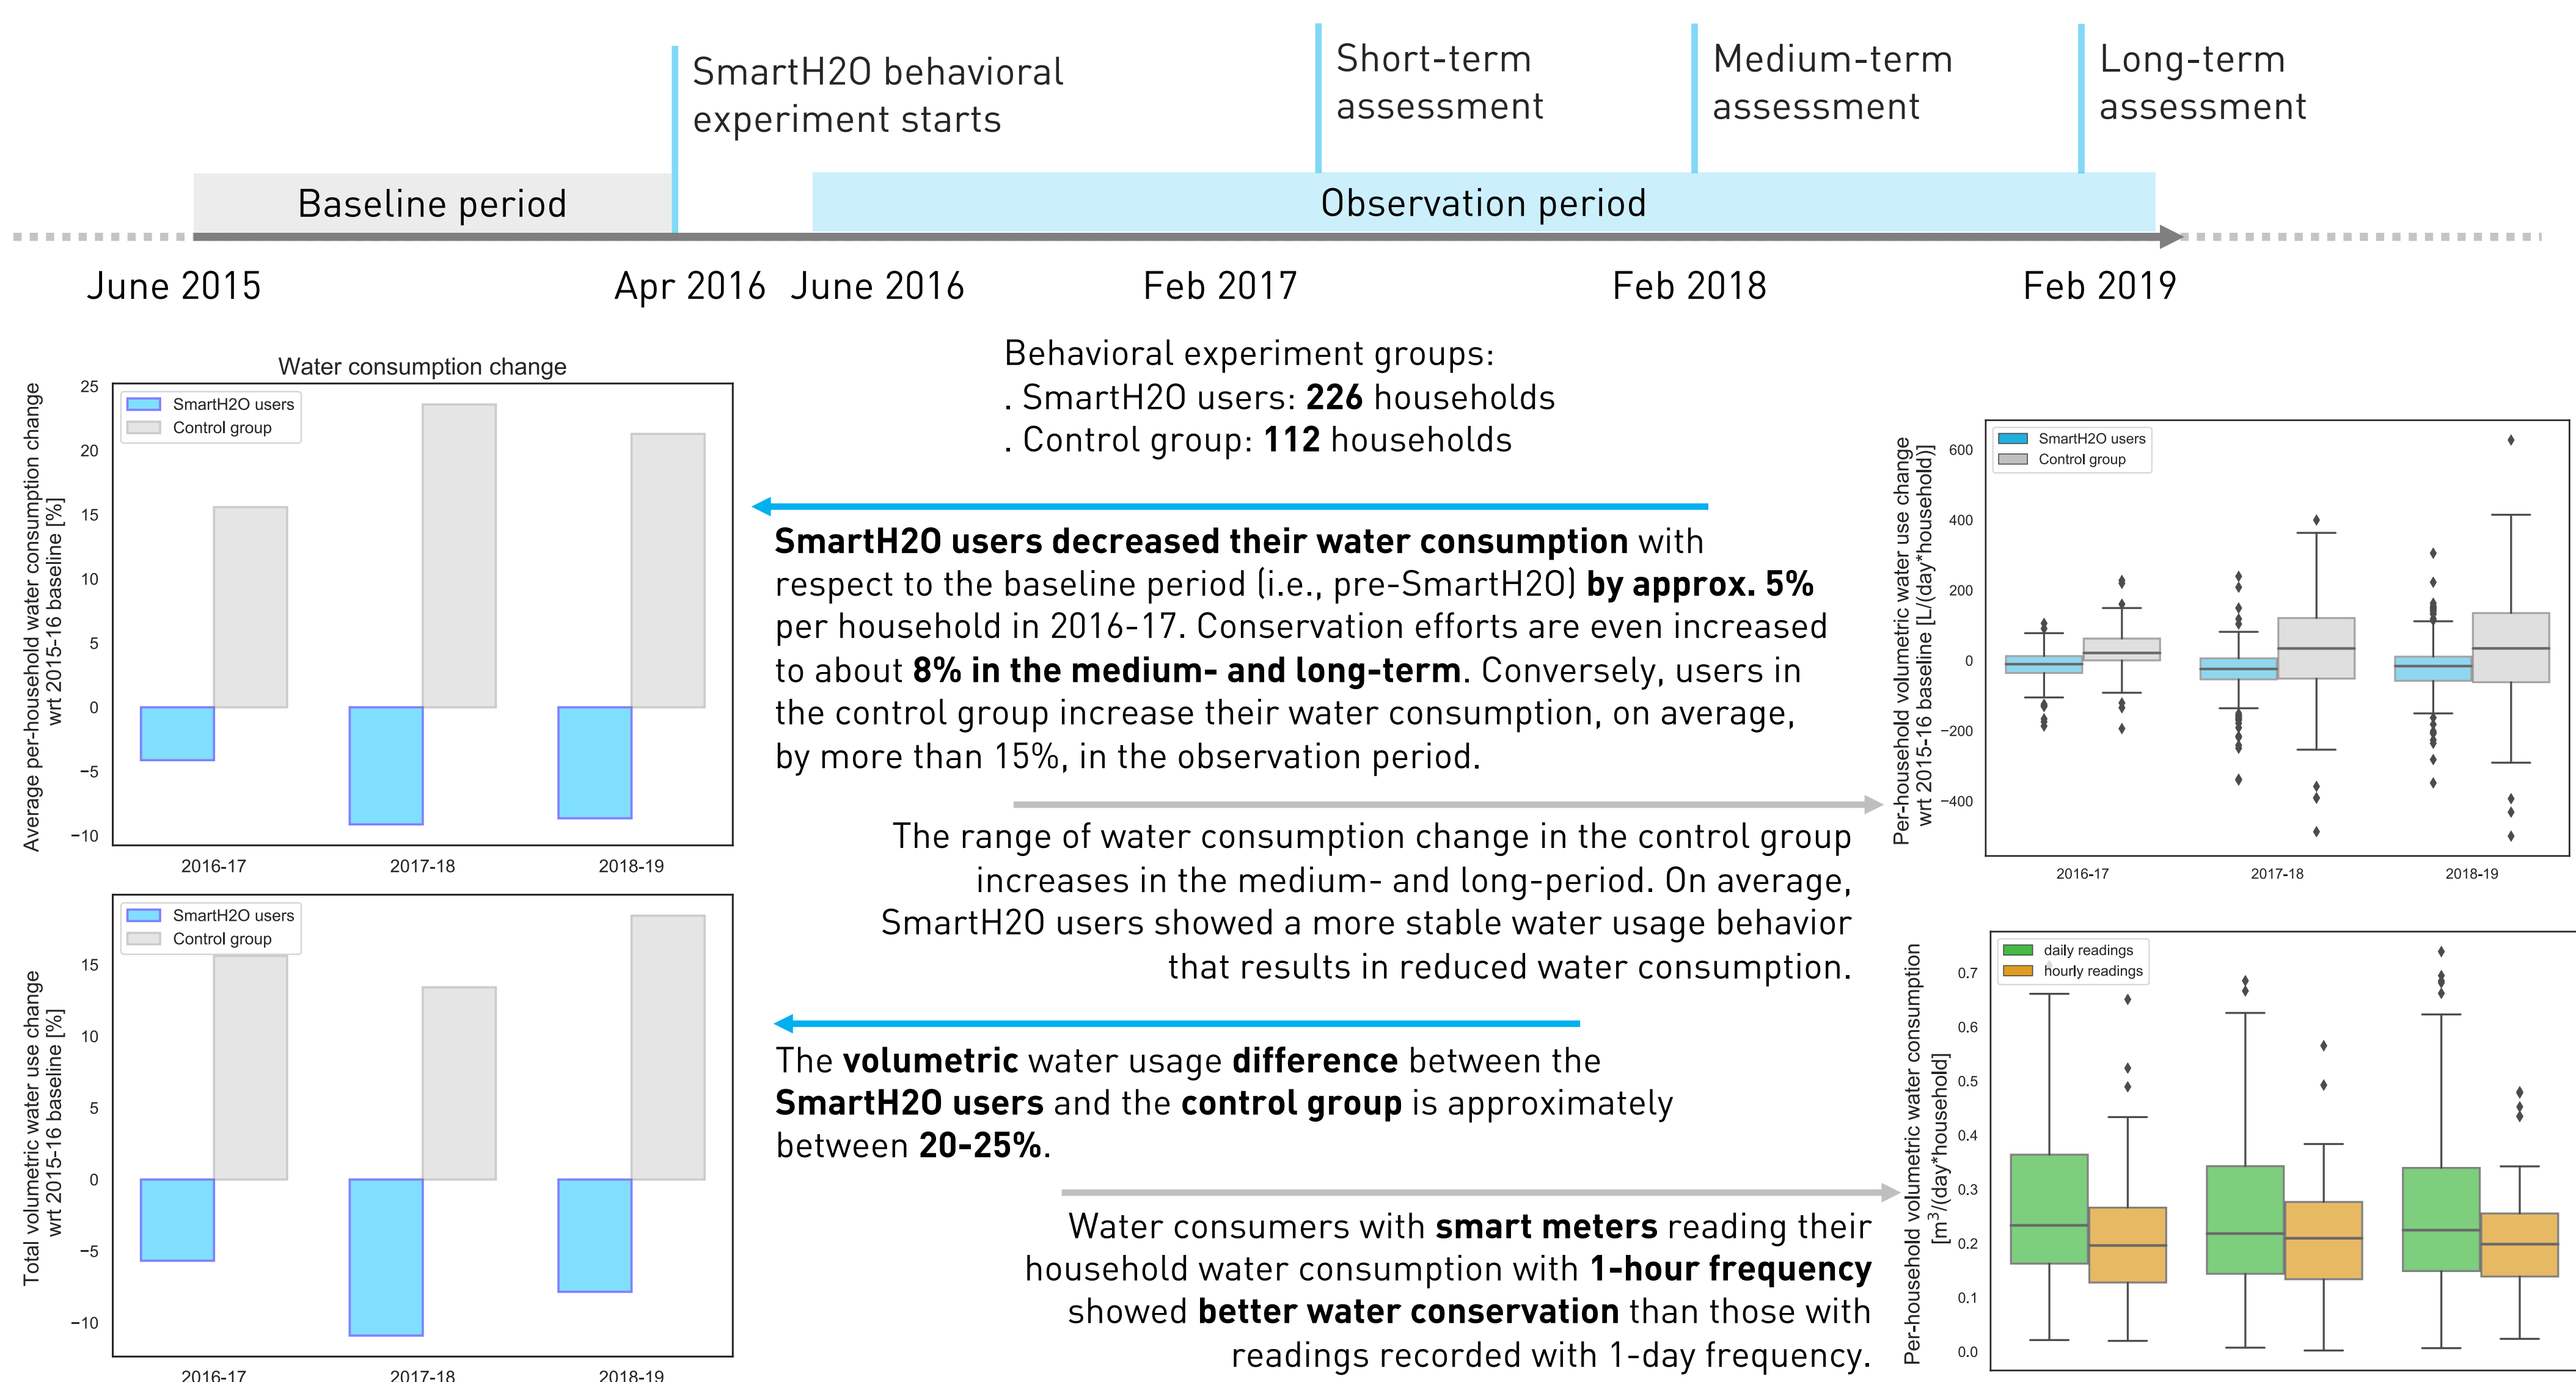 SmartH2O behavioral
experiment starts
Short-term
assessment
Medium-term
assessment
Long-term
assessment
Baseline period
Observation period
June 2015
Apr 2016
June 2016
Feb 2017
Feb 2018
Feb 2019
Behavioral experiment groups:
. SmartH2O users: 226 households
. Control group: 112 households
Water consumption change
Average per-household water consumption change
wrt 2015-16 baseline [%]
25
20
15
10
5
0
−5
−10
SmartH2O users
Control group
2016-17
2017-18
2018-19
SmartH2O users decreased their water consumption with
respect to the baseline period (i.e., pre-SmartH2O) by approx. 5%
per household in 2016-17. Conservation efforts are even increased
to about 8% in the medium- and long-term. Conversely, users in
the control group increase their water consumption, on average,
by more than 15%, in the observation period.
Per-household volumetric water use change
wrt 2015-16 baseline [L/(day*household)]
600
400
200
0
−200
−400
SmartH2O users
Control group
2016-17
2017-18
2018-19
The range of water consumption change in the control group
increases in the medium- and long-period. On average,
SmartH2O users showed a more stable water usage behavior
that results in reduced water consumption.
Total volumetric water use change
wrt 2015-16 baseline [%]
15
10
5
0
−5
−10
SmartH2O users
Control group
2016-17
2017-18
2018-19
The volumetric water usage difference between the
SmartH2O users and the control group is approximately
between 20-25%.
Per-household volumetric water consumption
[m³/(day*household]
0.7
0.6
0.5
0.4
0.3
0.2
0.1
0.0
daily readings
hourly readings
Water consumers with smart meters reading their
household water consumption with 1-hour frequency
showed better water conservation than those with
readings recorded with 1-day frequency.